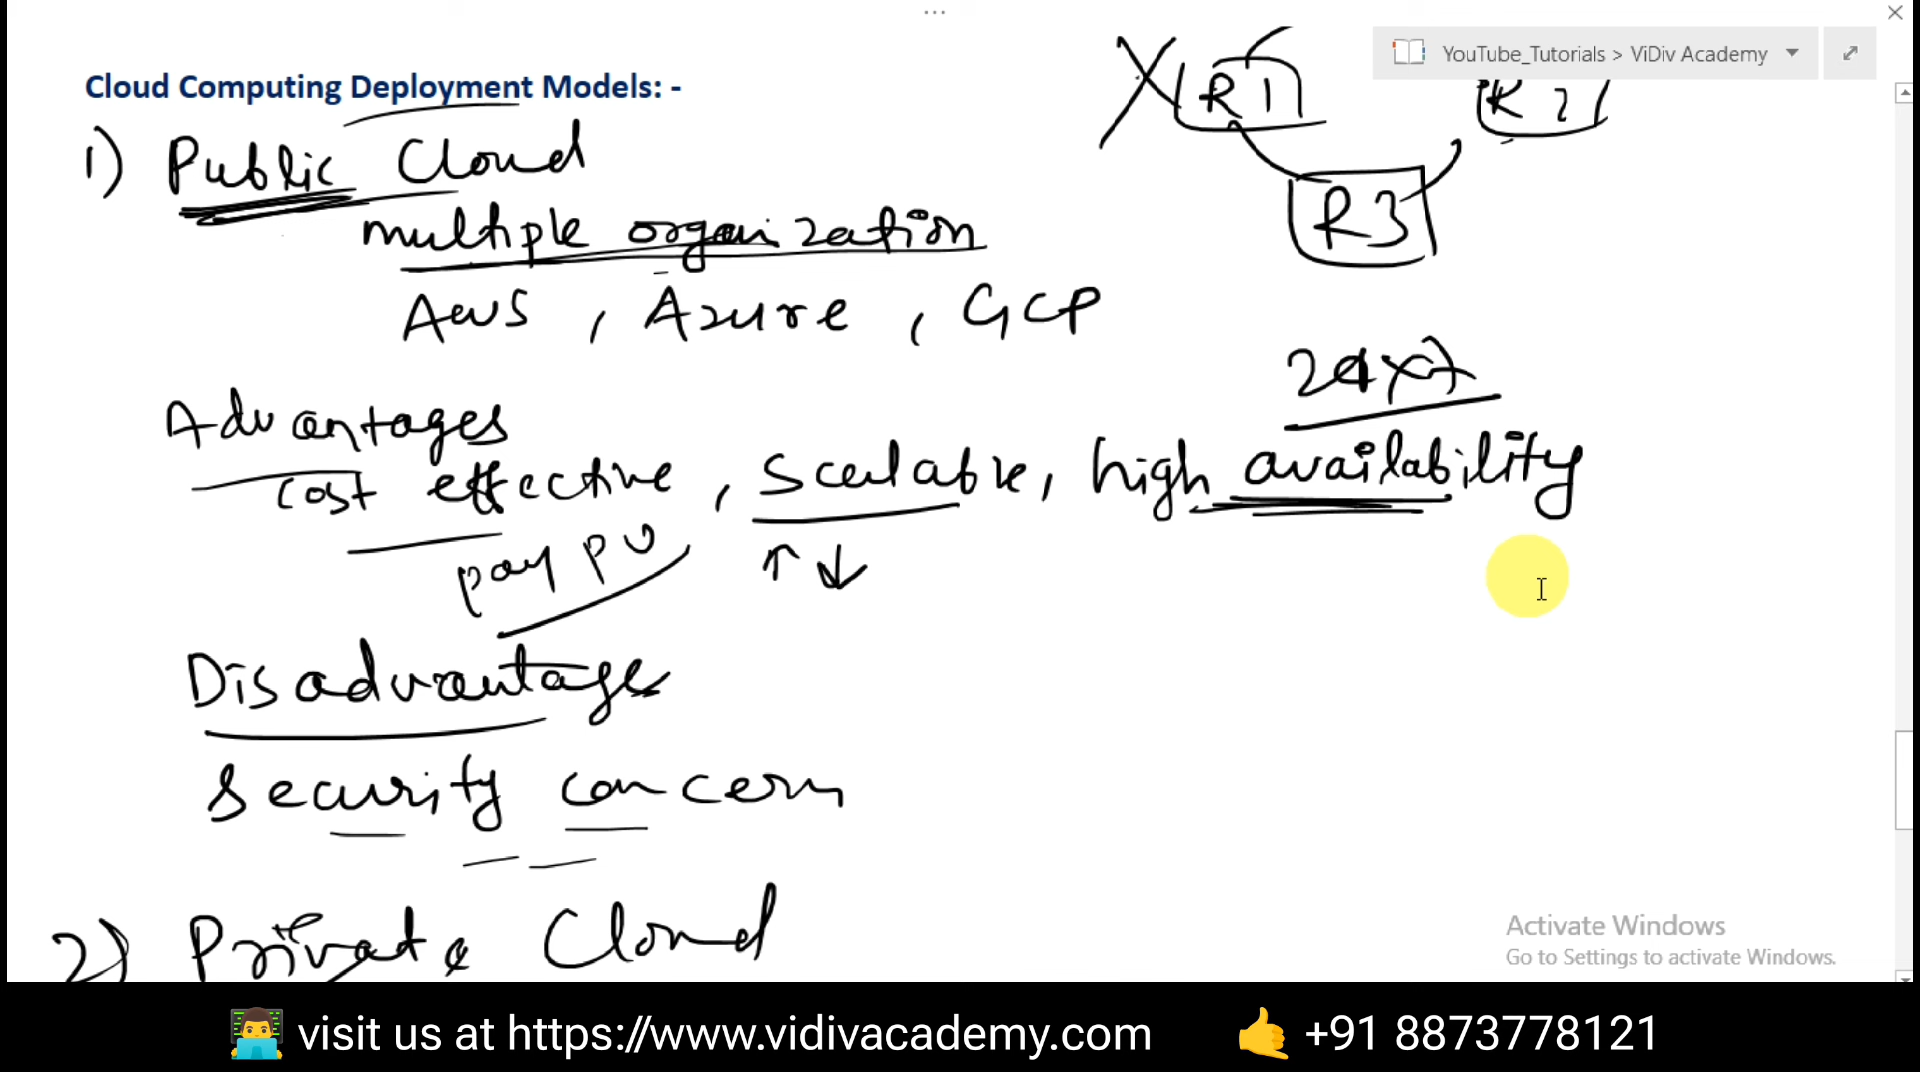 YouTube_Tutorials > ViDiv Academy
Cloud Computing Deployment Models: -
R1
R2
R3
1) Public Cloud
multiple organization
Aws, Azure, GCP
24x7
Advantages
cost effective, scalable, high availability
pay p u
Disadvantage
security concern
2) Private Cloud
Activate Windows
Go to Settings to activate Windows.
visit us at https://www.vidivacademy.com
+91 8873778121